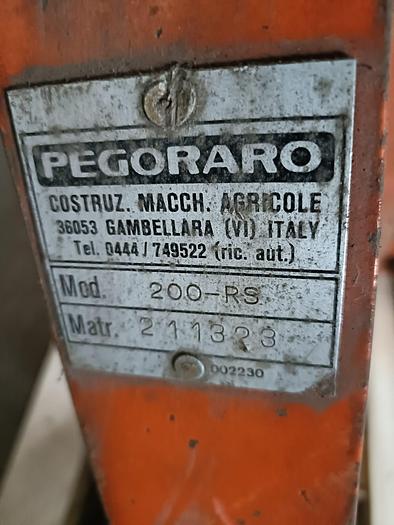 PEGORARO
COSTRUZ. MACCH. AGRICOLE
36053 GAMBELLARA (VI) ITALY
Tel. 0444/749522 (ric. aut.)
Mod. 200-RS
Matr. 211323
002230